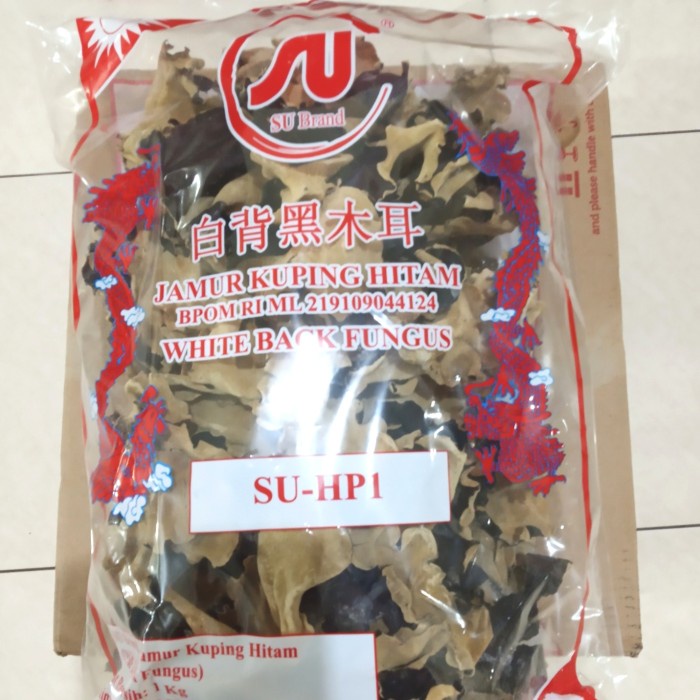 SU Brand
白背黑木耳
JAMUR KUPING HITAM
BPOM RI ML 219109044124
WHITE BACK FUNGUS
SU-HP1
and please handle with
Jamur Kuping Hitam
Fungus)
1 Kg